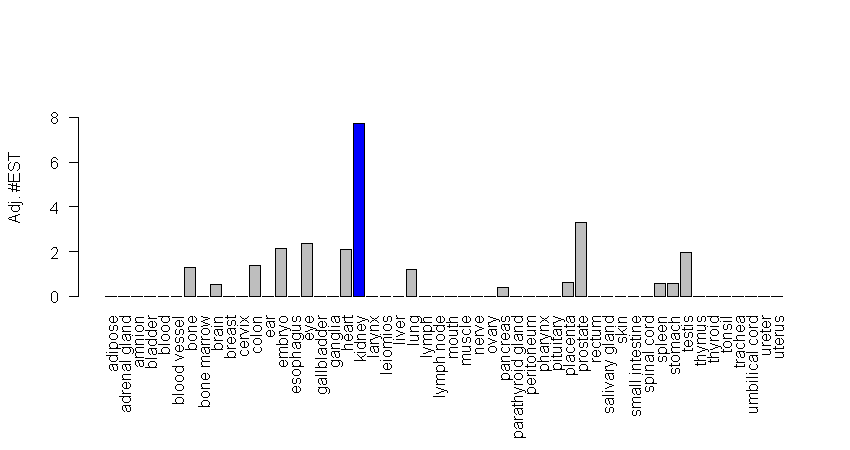 8
6
4
2
0
Adj. #EST
adipose
adrenal gland
amnion
bladder
blood
blood vessel
bone
bone marrow
brain
breast
cervix
colon
ear
embryo
esophagus
eye
gallbladder
ganglia
heart
kidney
larynx
leiomios
liver
lung
lymph
lymph node
mouth
muscle
nerve
ovary
pancreas
parathyroid gland
peritoneum
pharynx
pituitary
placenta
prostate
rectum
salivary gland
skin
small intestine
spinal cord
spleen
stomach
testis
thymus
thyroid
tonsil
trachea
umbilical cord
ureter
uterus